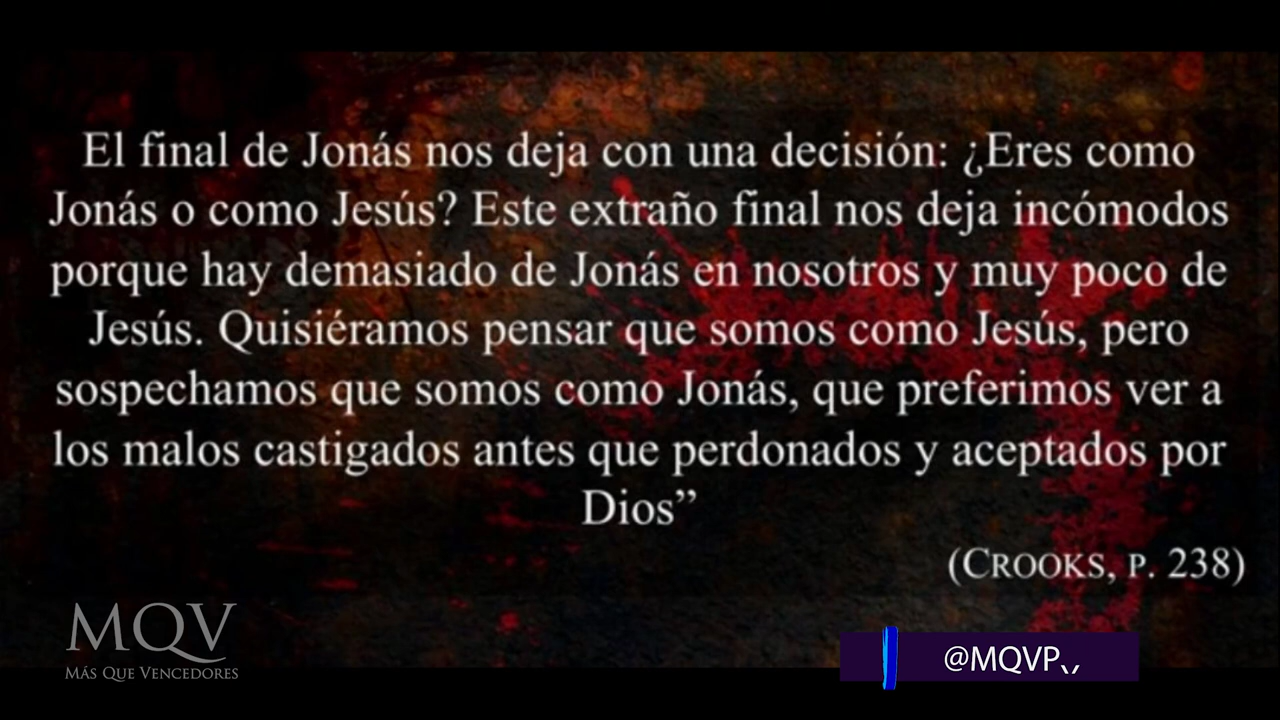 El final de Jonás nos deja con una decisión: ¿Eres como
Jonás o como Jesús? Este extraño final nos deja incómodos
porque hay demasiado de Jonás en nosotros y muy poco de
Jesús. Quisiéramos pensar que somos como Jesús, pero
sospechamos que somos como Jonás, que preferimos ver a
los malos castigados antes que perdonados y aceptados por
Dios”
(CROOKS, P. 238)
MQV
MÁS QUE VENCEDORES
@MQVP